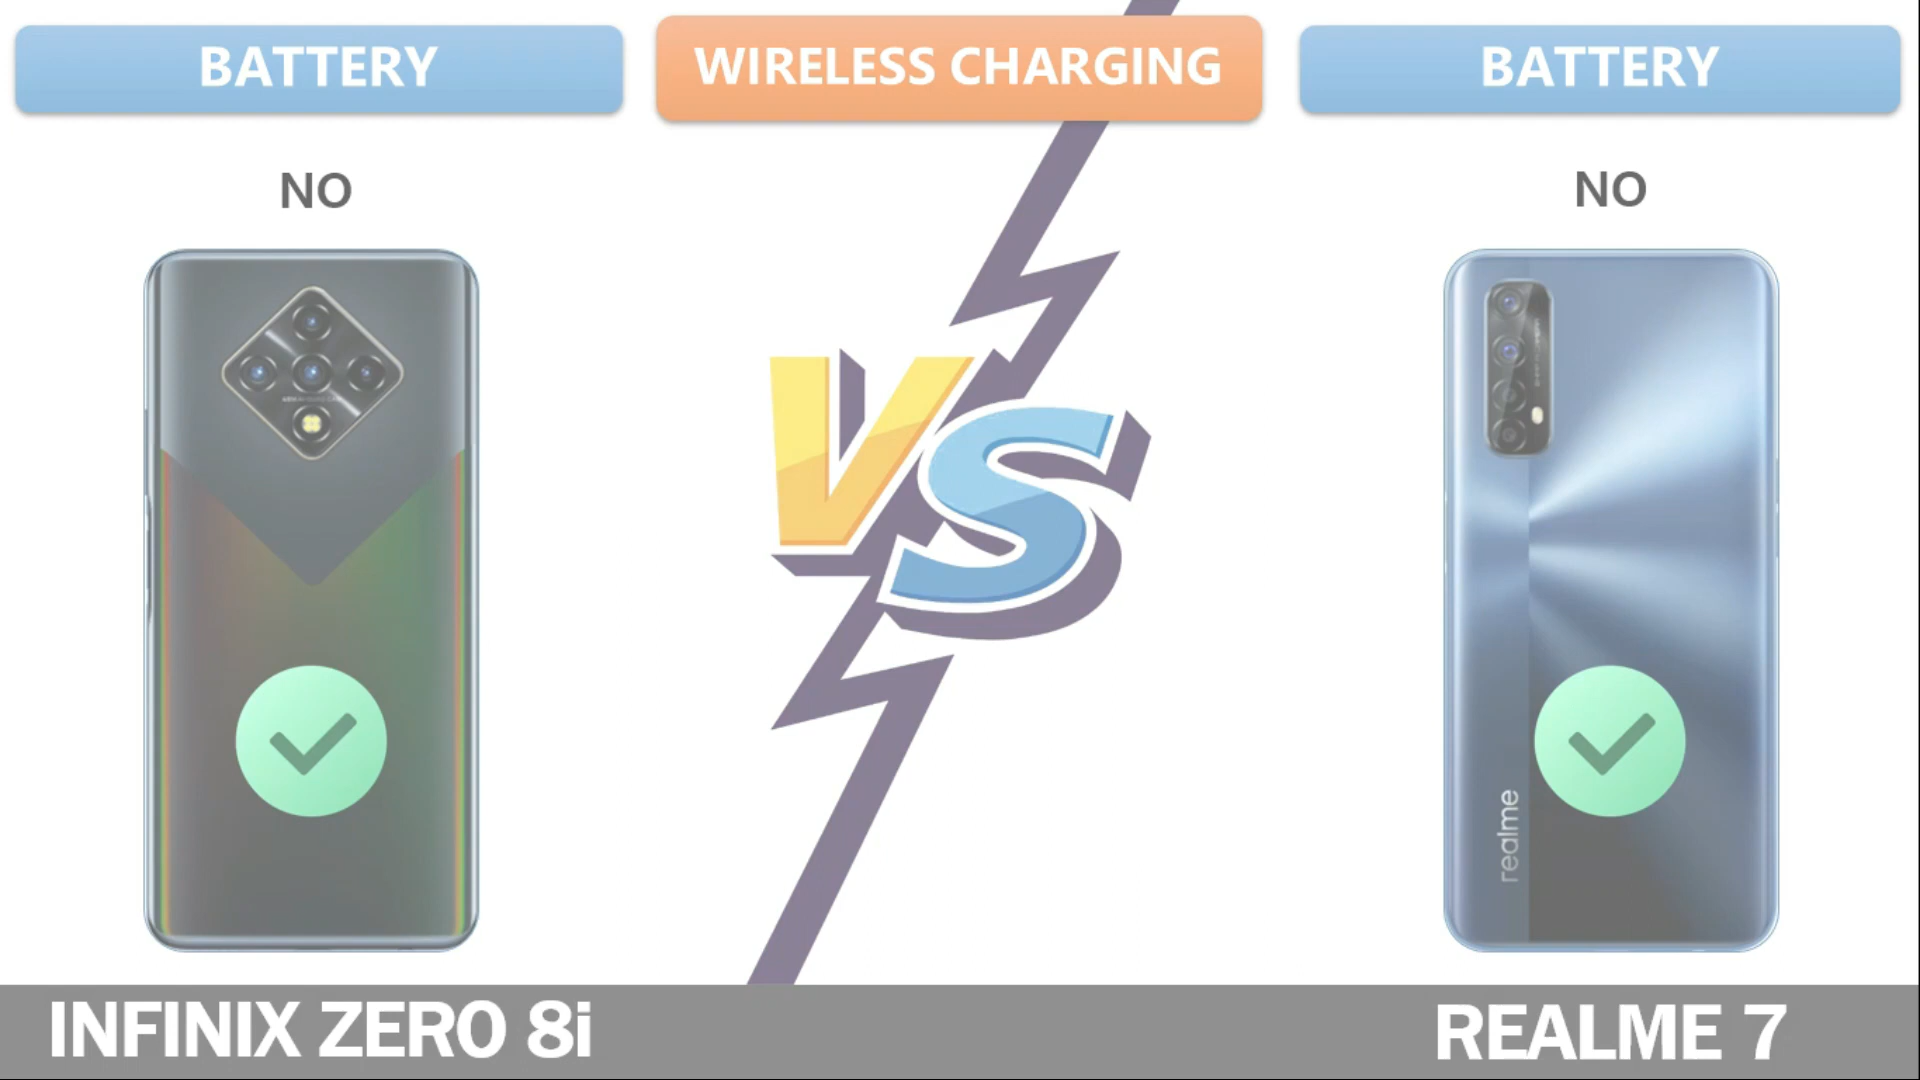 BATTERY
WIRELESS CHARGING
BATTERY
NO
NO
VS
realme
INFINIX ZERO 8i
REALME 7